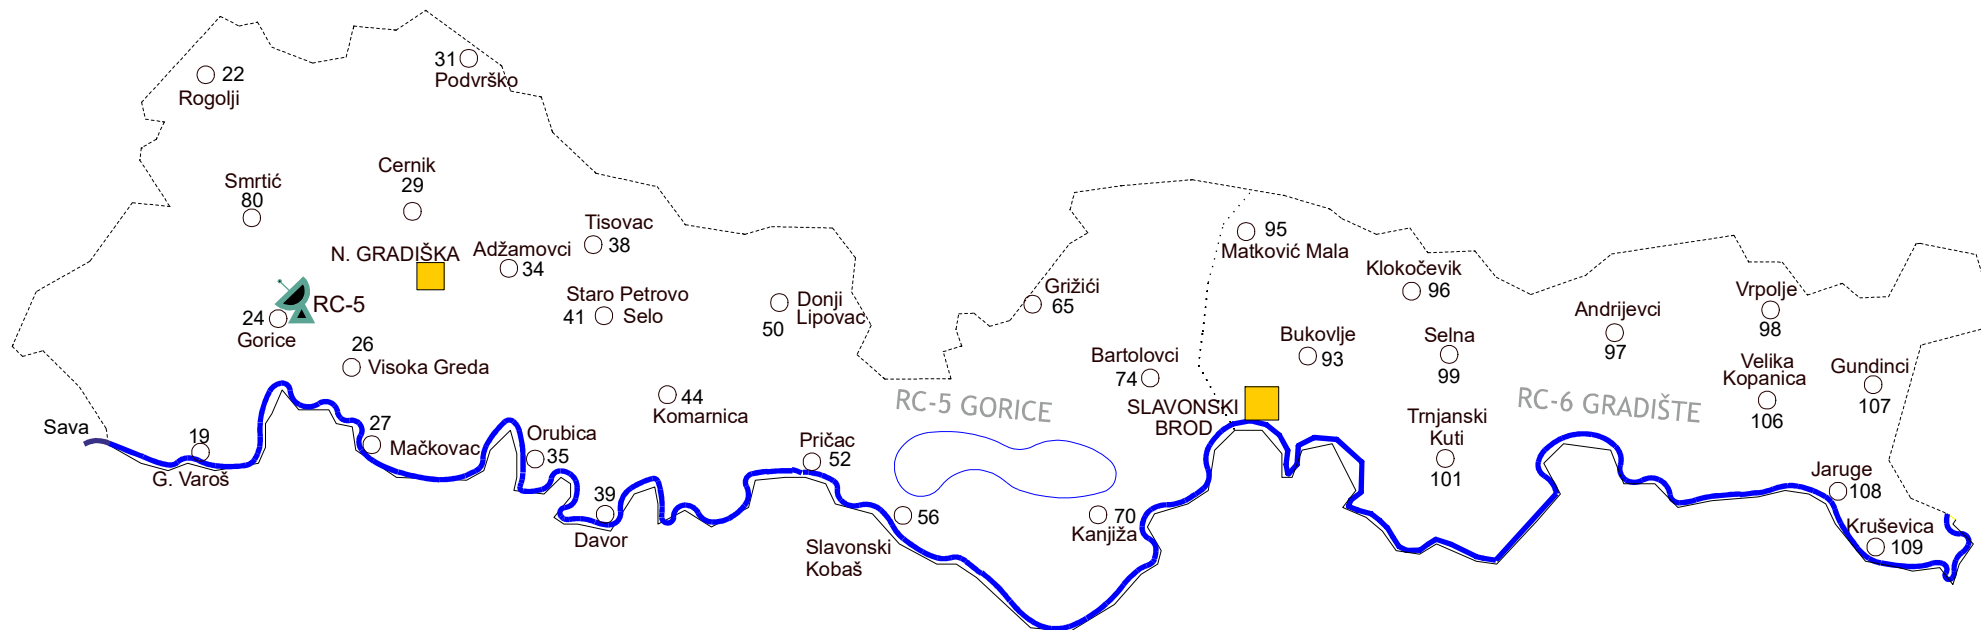 31
Podvrško
22
Rogolji
Cernik
29
Smrtić
80
Tisovac
38
N. GRADIŠKA
Adžamovci
34
RC-5
24
Gorice
Staro Petrovo
41 Selo
Donji
Lipovac
50
26
Visoka Greda
44
Komarnica
Sava
19
G. Varoš
27
Mačkovac
Orubica
35
39
Davor
Pričac
52
56
Slavonski
Kobaš
70
Kanjiža
Grižići
65
Bartolovci
74
RC-5 GORICE
SLAVONSKI
BROD
95
Matković Mala
Klokočevik
96
Bukovlje
93
Selna
99
Andrijevci
97
Vrpolje
98
Velika
Kopanica
106
Gundinci
107
RC-6 GRADIŠTE
Trnjanski
Kuti
101
Jaruge
108
Kruševica
109